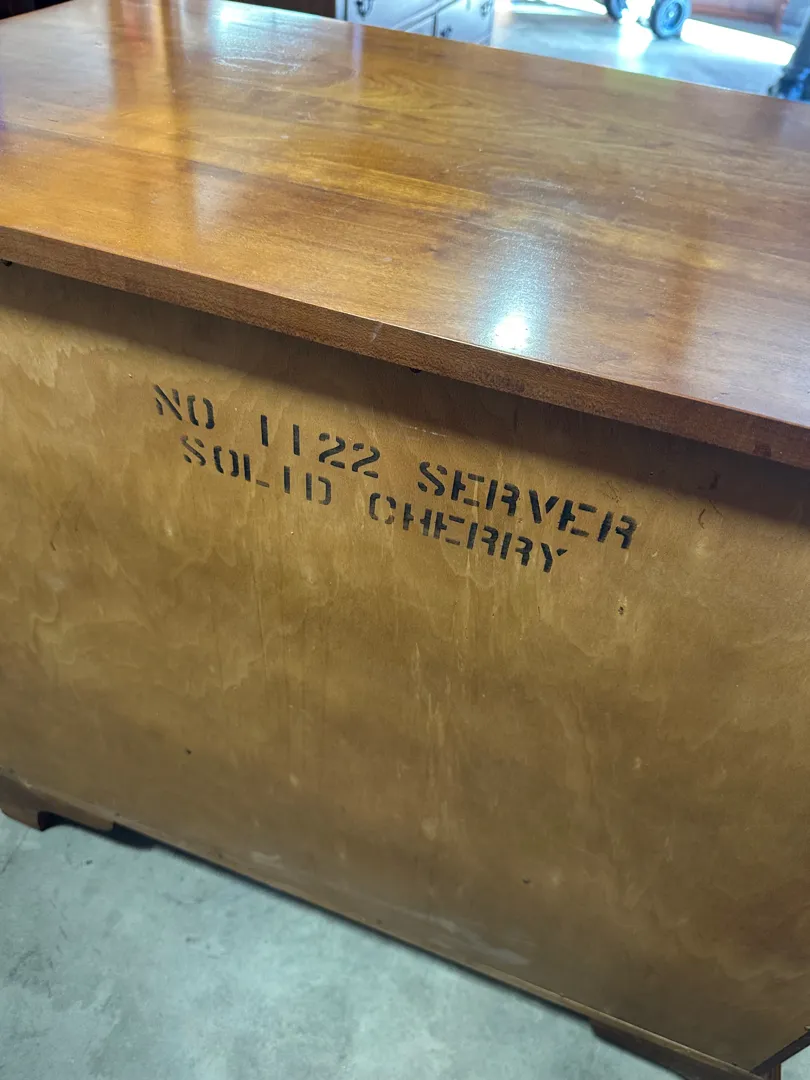 NO 1122 SERVER
SOLID CHERRY